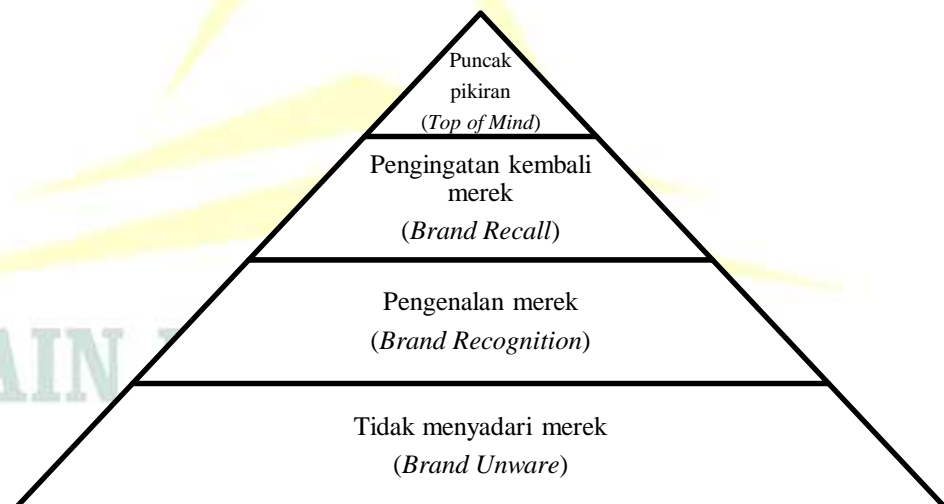 Puncak
pikiran
(Top of Mind)
Pengingatan kembali
merek
(Brand Recall)
Pengenalan merek
(Brand Recognition)
AIN
Tidak menyadari merek
(Brand Unware)